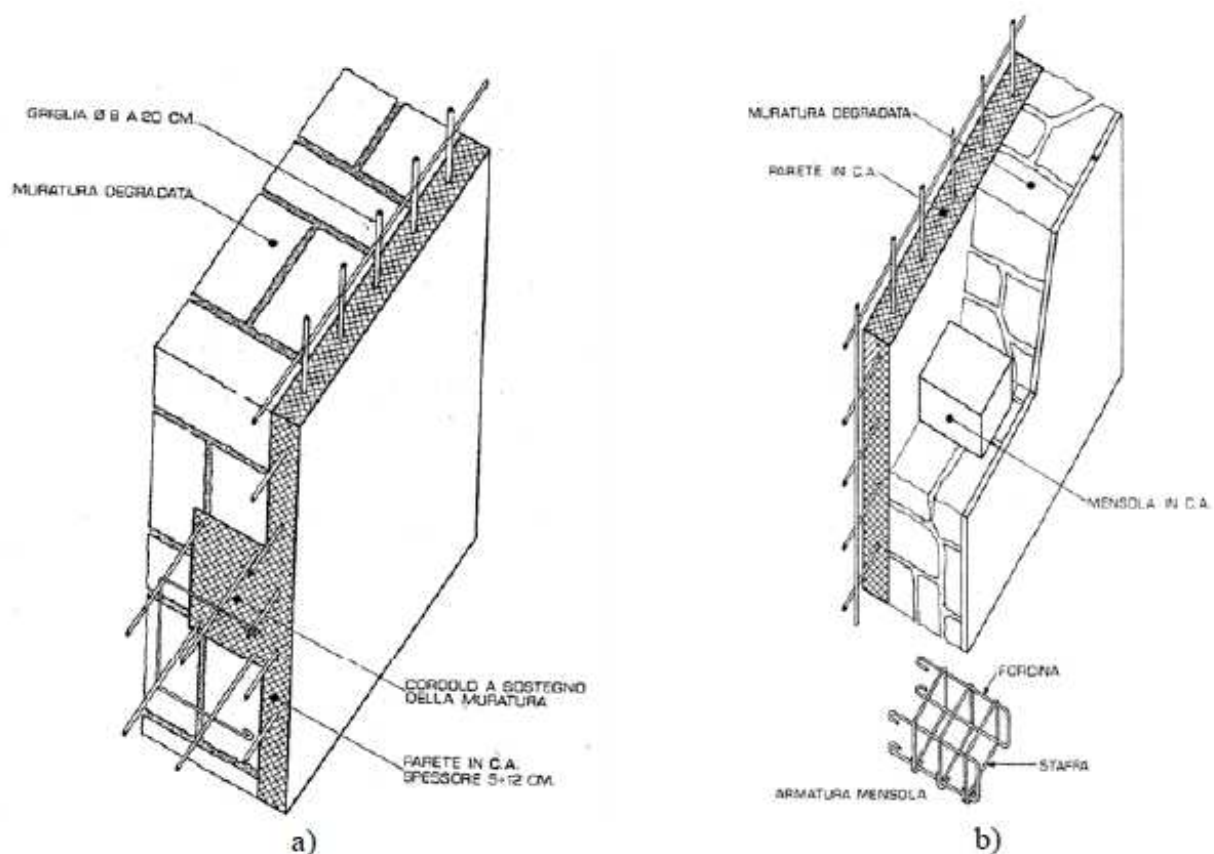 GRIGLIA Ø 8 A 20 CM.
MURATURA DEGRADATA
CORDOLO A SOSTEGNO
DELLA MURATURA
PARETE IN C.A.
SPESSORE 5÷12 CM.
a)
MURATURA DEGRADATA
PARETE IN C.A.
MENSOLA IN C.A.
FORCINA
STAFFA
ARMATURA MENSOLA
b)